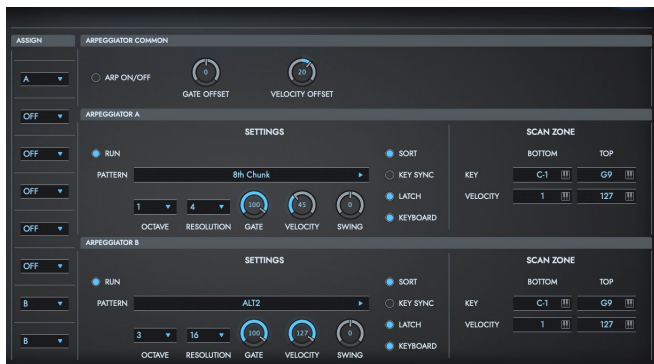 ASSIGN
ARPEGGIATOR COMMON
A
ARP ON/OFF
0
20
GATE OFFSET
VELOCITY OFFSET
OFF
ARPEGGIATOR A
SETTINGS
SCAN ZONE
OFF
RUN
SORT
BOTTOM
TOP
PATTERN
8th Chunk
KEY SYNC
KEY
C-1
G9
OFF
LATCH
VELOCITY
1
127
1
4
100
45
0
OFF
OCTAVE
RESOLUTION
GATE
VELOCITY
SWING
KEYBOARD
ARPEGGIATOR B
OFF
SETTINGS
SCAN ZONE
RUN
SORT
BOTTOM
TOP
B
PATTERN
ALT2
KEY SYNC
KEY
C-1
G9
LATCH
VELOCITY
1
127
B
3
16
100
127
0
OCTAVE
RESOLUTION
GATE
VELOCITY
SWING
KEYBOARD